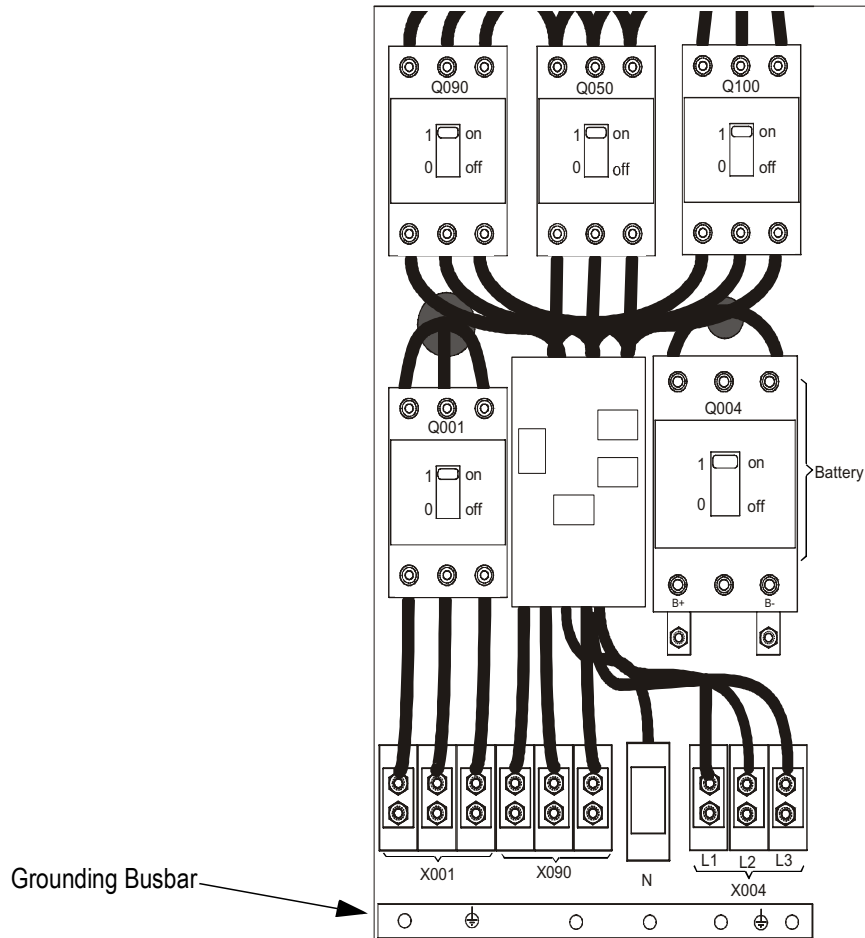 Q090 Q050 Q100
1 on 1 on 1 on
0 off 0 off 0 off
Q001 Q004
1 on 1 on
Battery
0 off 0 off
B+ B-
L1 L2 L3
X001 X090 N X004
Grounding Busbar